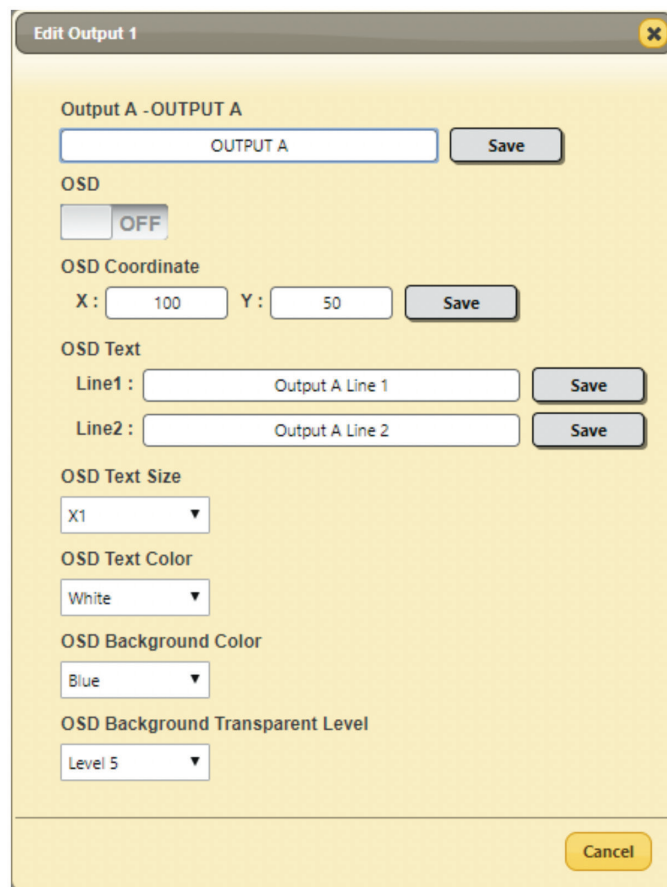 Edit Output 1
Output A -OUTPUT A
OUTPUT A Save
OSD
OFF
OSD Coordinate
X : 100 Y : 50 Save
OSD Text
Line1 : Output A Line 1 Save
Line2 : Output A Line 2 Save
OSD Text Size
X1
OSD Text Color
White
OSD Background Color
Blue
OSD Background Transparent Level
Level 5
Cancel